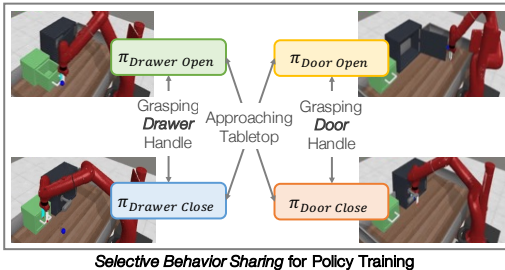 π Drawer Open
π Door Open
Grasping
Drawer
Handle
Approaching
Tabletop
Grasping
Door
Handle
π Drawer Close
π Door Close
Selective Behavior Sharing for Policy Training